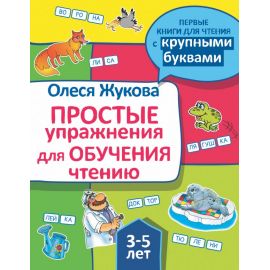 ПЕРВЫЕ
КНИГИ ДЛЯ ЧТЕНИЯ
с крупными
буквами
ВО РО НА
ЛИ СА
Олеся Жукова
ПРОСТЫЕ
упражнения
для ОБУЧЕНИЯ
чтению
ЛЯ ГУШ КА
ЛЕЙ КА
ДОК ТОР
3-5
лет
ТЮ ЛЕ НИ